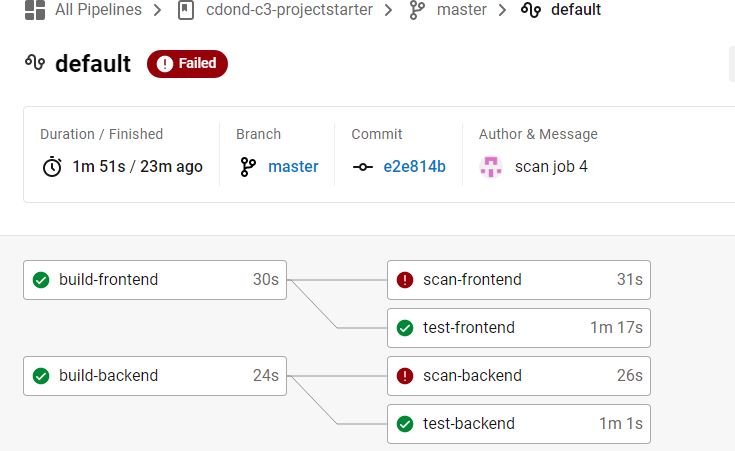 All Pipelines > cdond-c3-projectstarter > master > default
default Failed
Duration / Finished Branch Commit Author & Message
1m 51s / 23m ago master e2e814b scan job 4
build-frontend 30s scan-frontend 31s
test-frontend 1m 17s
build-backend 24s scan-backend 26s
test-backend 1m 1s